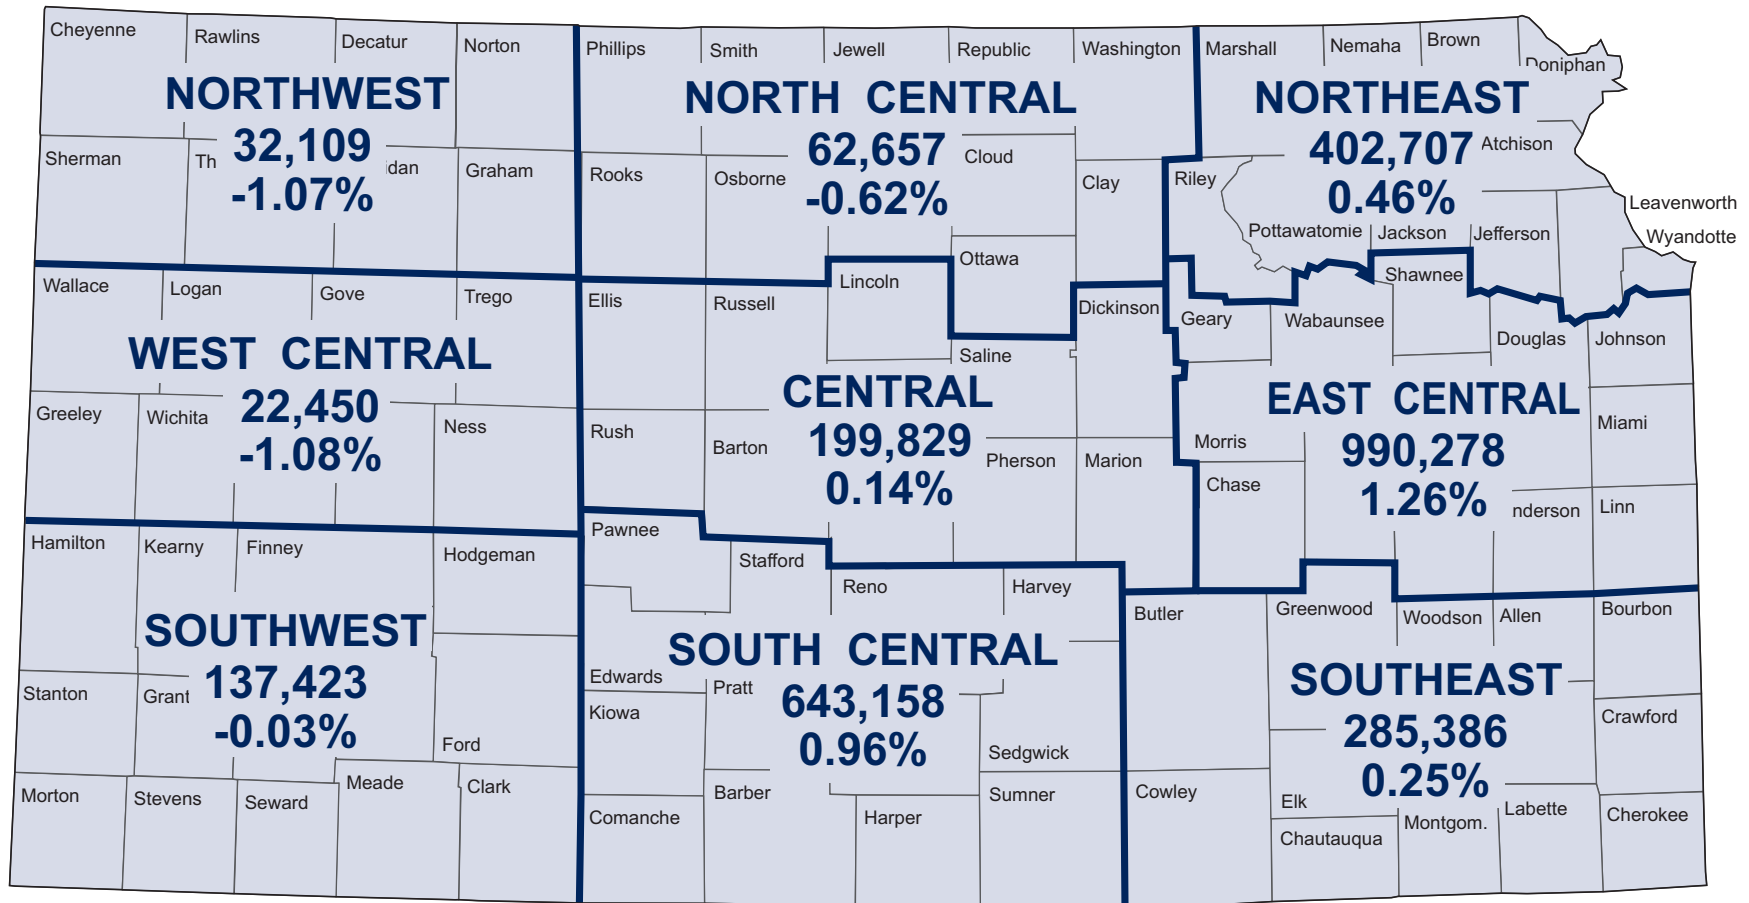 Cheyenne
Rawlins
Decatur
Norton
NORTHWEST
32,109
-1.07%
Sherman
Th
idan
Graham
Phillips
Smith
Jewell
Republic
Washington
NORTH CENTRAL
62,657
-0.62%
Rooks
Osborne
Cloud
Clay
Ottawa
Marshall
Nemaha
Brown
Doniphan
NORTHEAST
402,707
0.46%
Atchison
Riley
Pottawatomie
Jackson
Jefferson
Leavenworth
Wyandotte
Wallace
Logan
Gove
Trego
WEST CENTRAL
22,450
-1.08%
Greeley
Wichita
Ness
Ellis
Russell
Lincoln
Dickinson
Saline
CENTRAL
199,829
0.14%
Rush
Barton
Pherson
Marion
Shawnee
Geary
Wabaunsee
Douglas
Johnson
EAST CENTRAL
990,278
1.26%
Miami
Morris
Chase
nderson
Linn
Hamilton
Kearny
Finney
Hodgeman
SOUTHWEST
137,423
-0.03%
Stanton
Grant
Ford
Morton
Stevens
Seward
Meade
Clark
Pawnee
Stafford
Reno
Harvey
SOUTH CENTRAL
643,158
0.96%
Edwards
Pratt
Kiowa
Sedgwick
Comanche
Barber
Harper
Sumner
Butler
Greenwood
Woodson
Allen
Bourbon
SOUTHEAST
285,386
0.25%
Crawford
Cowley
Elk
Chautauqua
Montgom.
Labette
Cherokee